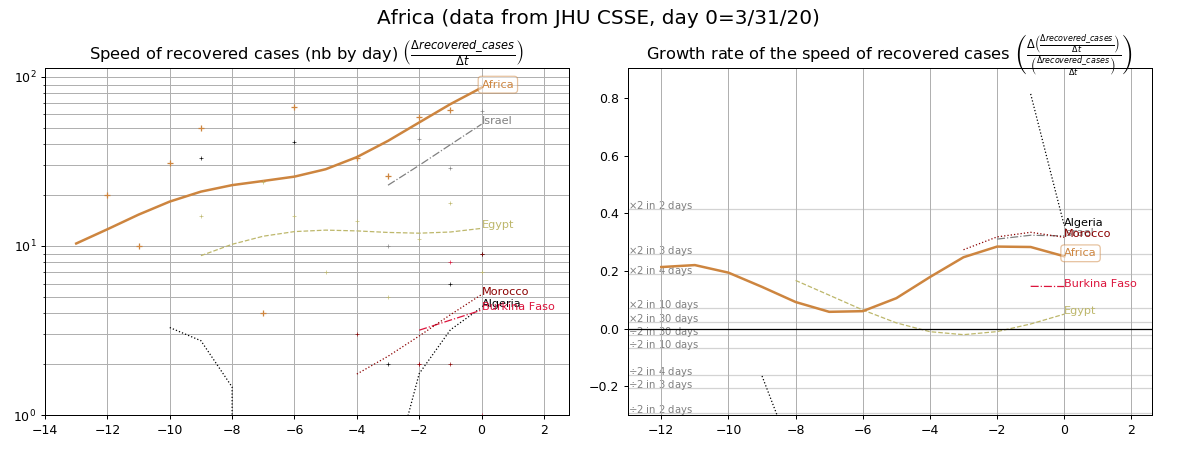 Africa (data from JHU CSSE, day 0=3/31/20)
Speed of recovered cases (nb by day) (Δrecovered_cases/Δt)
10²
10¹
10⁰
Africa
Israel
Egypt
Morocco
Algeria
Burkina Faso
−14 −12 −10 −8 −6 −4 −2 0 2
Growth rate of the speed of recovered cases (Δ(Δrecovered_cases/Δt)/(Δrecovered_cases/Δt))
0.8
0.6
0.4
0.2
0.0
−0.2
×2 in 2 days
×2 in 3 days
×2 in 4 days
×2 in 10 days
×2 in 30 days
÷2 in 30 days
÷2 in 10 days
÷2 in 4 days
÷2 in 3 days
÷2 in 2 days
Algeria
Israel
Morocco
Africa
Burkina Faso
Egypt
−12 −10 −8 −6 −4 −2 0 2